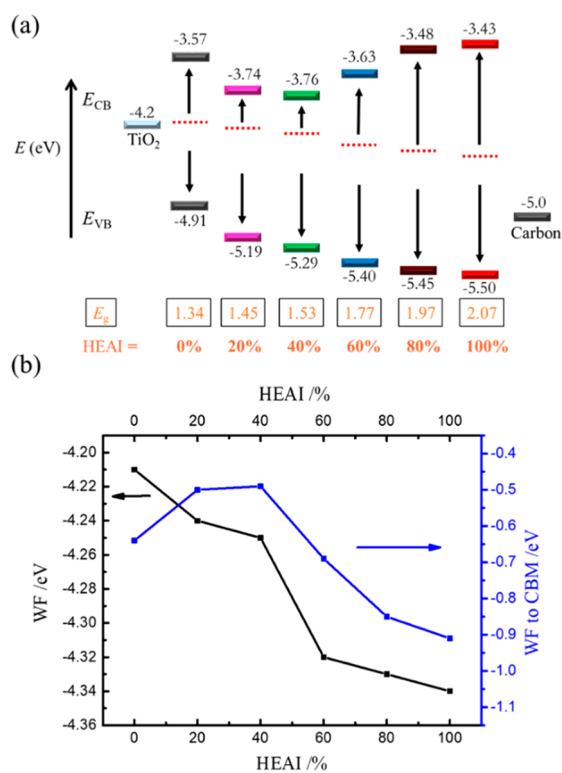 (a)
-3.57 -3.74 -3.76 -3.63 -3.48 -3.43
E (eV)
ECB
-4.2
TiO2
EVB
-4.91 -5.19 -5.29 -5.40 -5.45 -5.50
-5.0
Carbon
Eg 1.34 1.45 1.53 1.77 1.97 2.07
HEAI = 0% 20% 40% 60% 80% 100%
(b)
HEAI /%
0 20 40 60 80 100
-4.20
-4.22
-4.24
-4.26
-4.28
-4.30
-4.32
-4.34
-4.36
WF /eV
-0.4
-0.5
-0.6
-0.7
-0.8
-0.9
-1.0
-1.1
WF to CBM /eV
0 20 40 60 80 100
HEAI /%